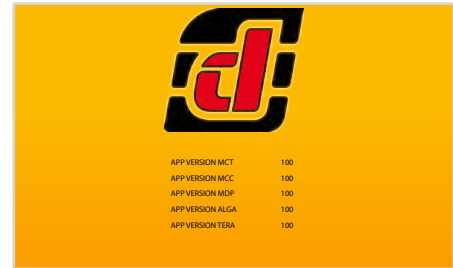 APP VERSION MCT 100
APP VERSION MCC 100
APP VERSION MDP 100
APP VERSION ALGA 100
APP VERSION TERA 100